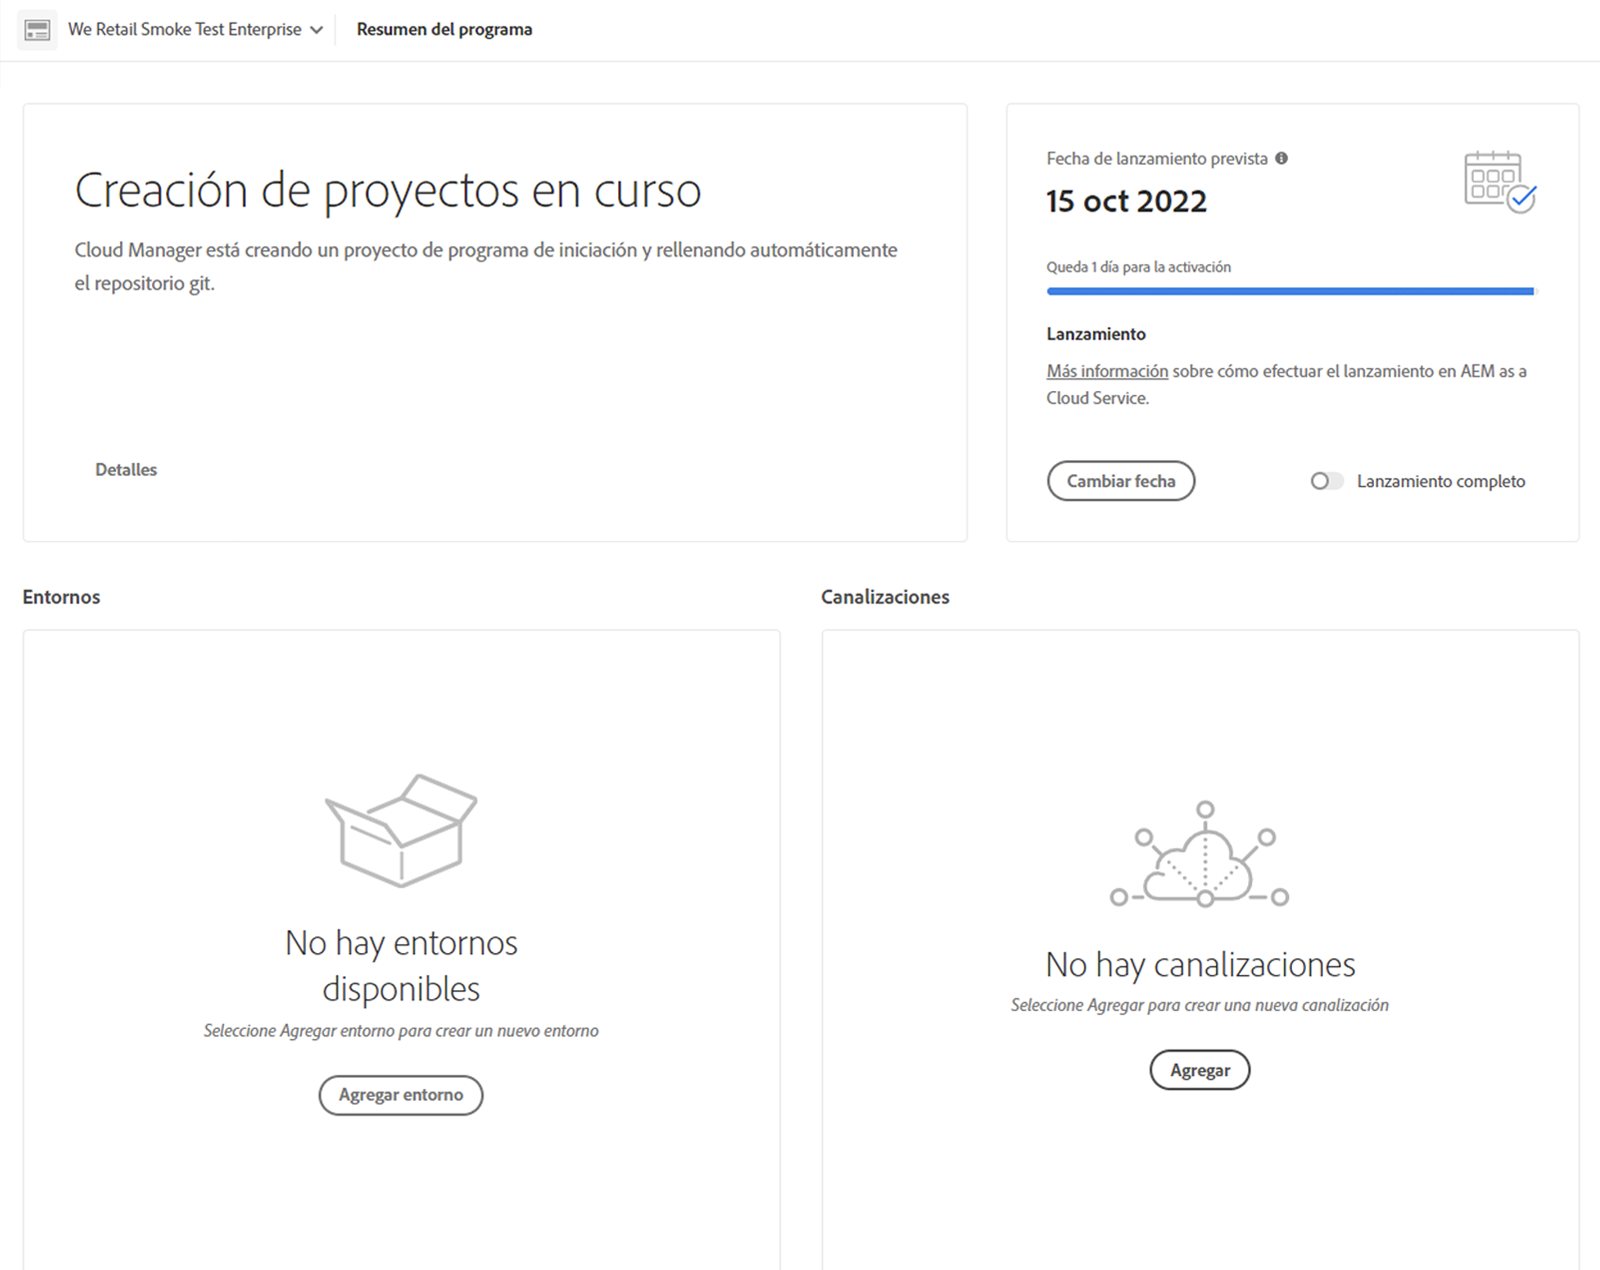 We Retail Smoke Test Enterprise
Resumen del programa
Creación de proyectos en curso
Cloud Manager está creando un proyecto de programa de iniciación y rellenando automáticamente
el repositorio git.
Detalles
Fecha de lanzamiento prevista
15 oct 2022
Queda 1 día para la activación
Lanzamiento
Más información sobre cómo efectuar el lanzamiento en AEM as a
Cloud Service.
Cambiar fecha
Lanzamiento completo
Entornos
No hay entornos
disponibles
Seleccione Agregar entorno para crear un nuevo entorno
Agregar entorno
Canalizaciones
No hay canalizaciones
Seleccione Agregar para crear una nueva canalización
Agregar